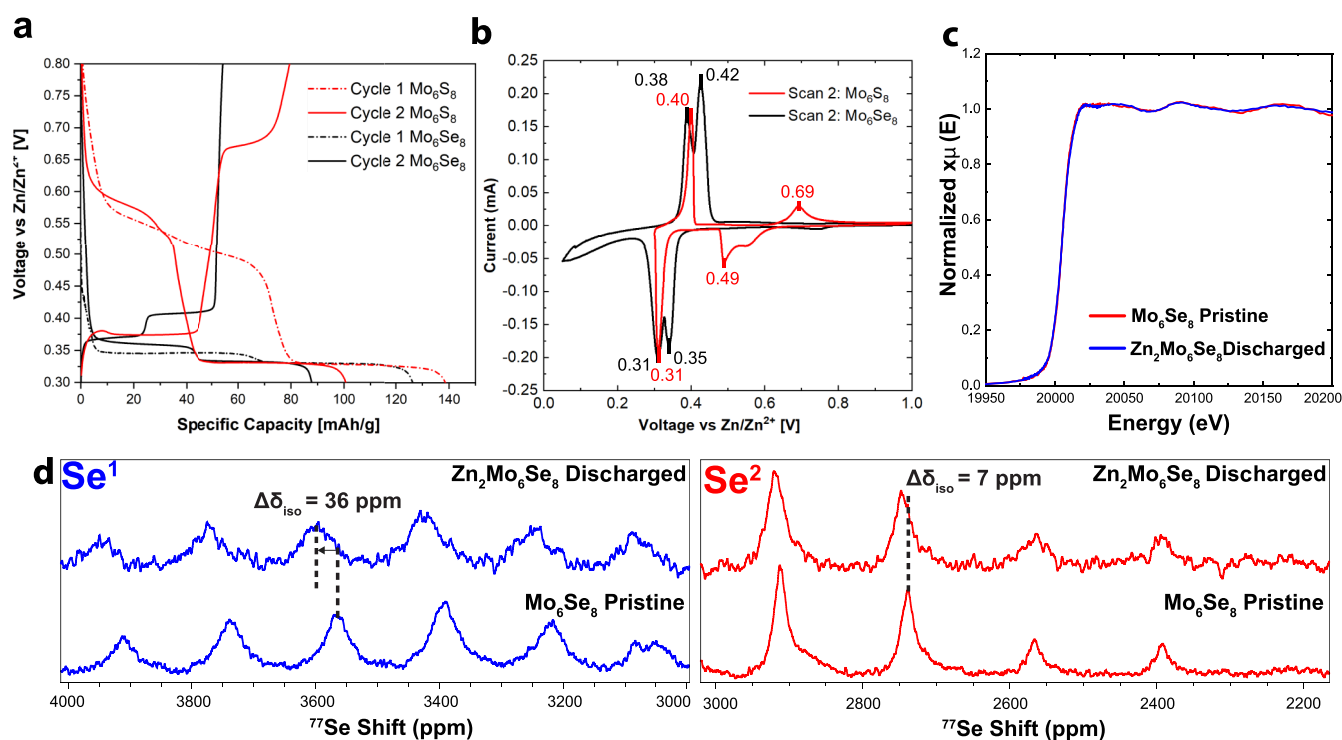 a
0.80
0.75
0.70
0.65
0.60
0.55
0.50
0.45
0.40
0.35
0.30
Voltage vs Zn/Zn²⁺ [V]
Cycle 1 Mo₆S₈
Cycle 2 Mo₆S₈
Cycle 1 Mo₆Se₈
Cycle 2 Mo₆Se₈
0 20 40 60 80 100 120 140
Specific Capacity [mAh/g]
b
0.25
0.20
0.15
0.10
0.05
0.00
-0.05
-0.10
-0.15
-0.20
-0.25
Current (mA)
0.38
0.42
0.40
Scan 2: Mo₆S₈
Scan 2: Mo₆Se₈
0.69
0.49
0.31
0.35
0.31
0.0 0.2 0.4 0.6 0.8 1.0
Voltage vs Zn/Zn²⁺ [V]
c
1.2
1.0
0.8
0.6
0.4
0.2
0.0
Normalized xμ (E)
Mo₆Se₈ Pristine
Zn₂Mo₆Se₈Discharged
19950 20000 20050 20100 20150 20200
Energy (eV)
d
Se¹
Zn₂Mo₆Se₈ Discharged
Δδiso = 36 ppm
Mo₆Se₈ Pristine
4000 3800 3600 3400 3200 3000
⁷⁷Se Shift (ppm)
Se²
Zn₂Mo₆Se₈ Discharged
Δδiso = 7 ppm
Mo₆Se₈ Pristine
3000 2800 2600 2400 2200
⁷⁷Se Shift (ppm)